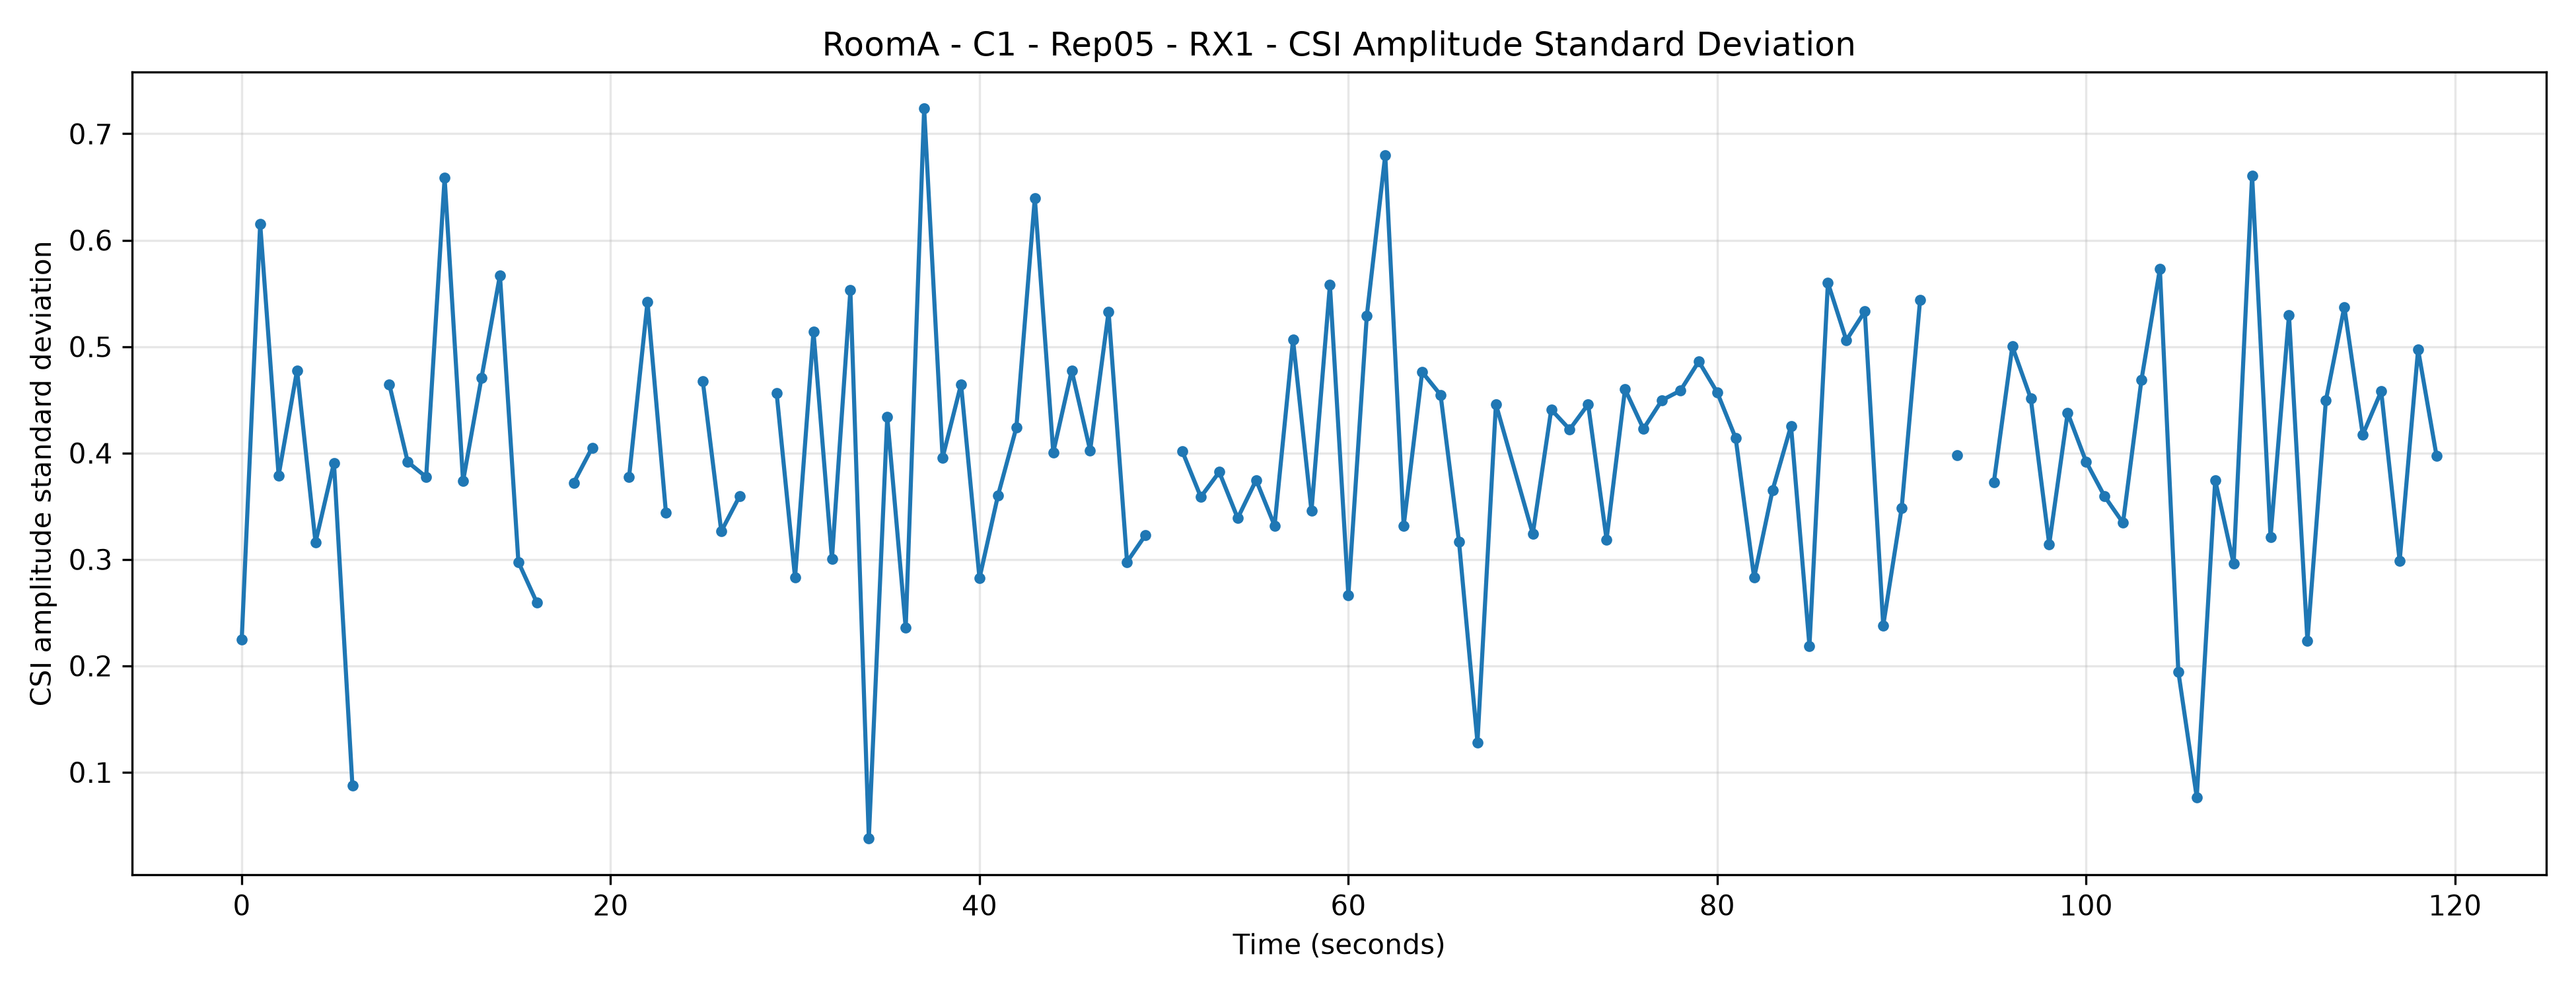 RoomA - C1 - Rep05 - RX1 - CSI Amplitude Standard Deviation
CSI amplitude standard deviation
0.7
0.6
0.5
0.4
0.3
0.2
0.1
0 20 40 60 80 100 120
Time (seconds)